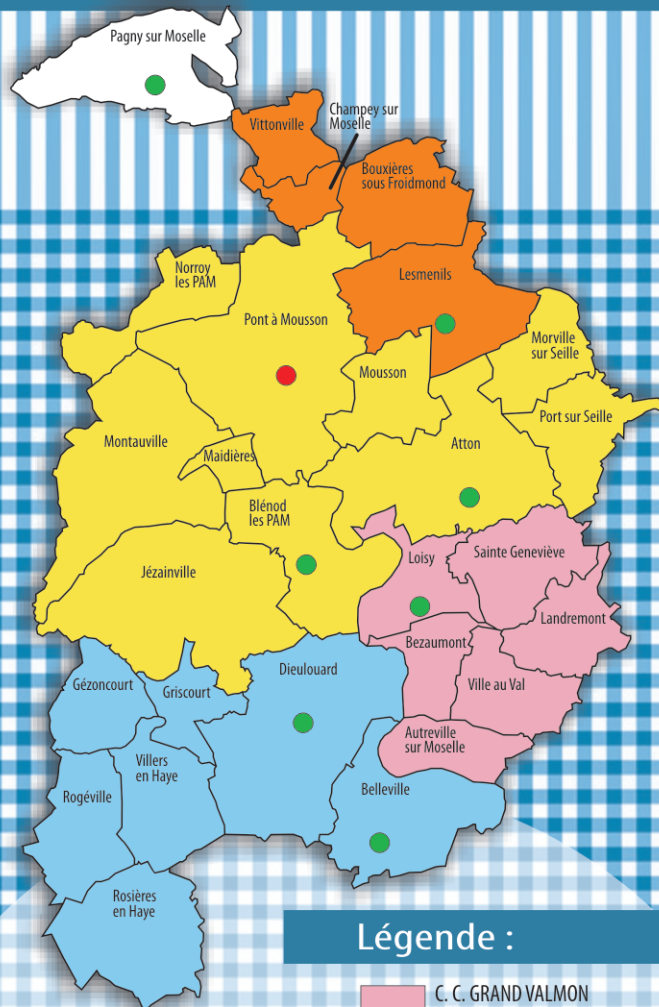 Pagny sur Moselle
Vittonville
Champey sur
Moselle
Bouxières
sous Froidmond
Norroy
les PAM
Lesmenils
Pont à Mousson
Morville
sur Seille
Mousson
Port sur Seille
Montauville
Maidières
Atton
Blénod
les PAM
Jézainville
Loisy
Sainte Geneviève
Landremont
Bezaumont
Gézoncourt
Griscourt
Dieulouard
Ville au Val
Autreville
sur Moselle
Villers
en Haye
Rogéville
Belleville
Rosières
en Haye
Légende :
C. C. GRAND VALMON